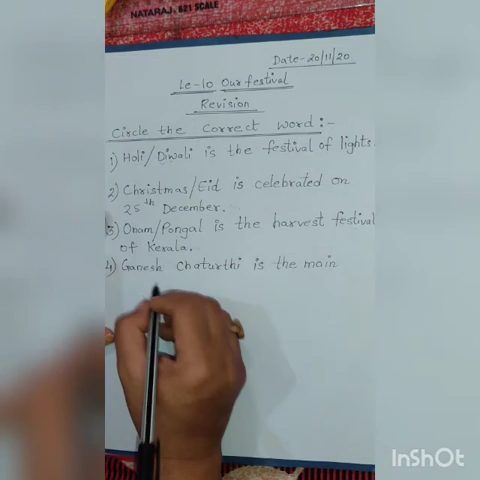 NATARAJ. 621 SCALE
Date-20/11/20
Le-10 Our festival
Revision
Circle the correct word:-
1) Holi/Diwali is the festival of lights.
2) Christmas/Eid is celebrated on
25th December.
3) Onam/Pongal is the harvest festival
of Kerala.
4) Ganesh Chaturthi is the main
InShOt